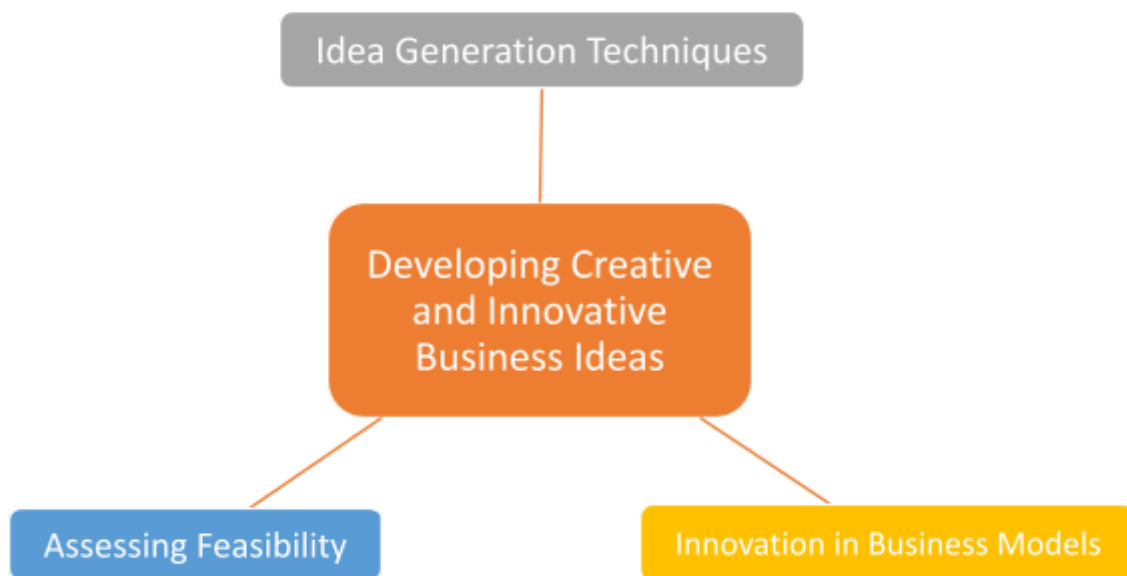 Idea Generation Techniques
Developing Creative
and Innovative
Business Ideas
Assessing Feasibility
Innovation in Business Models